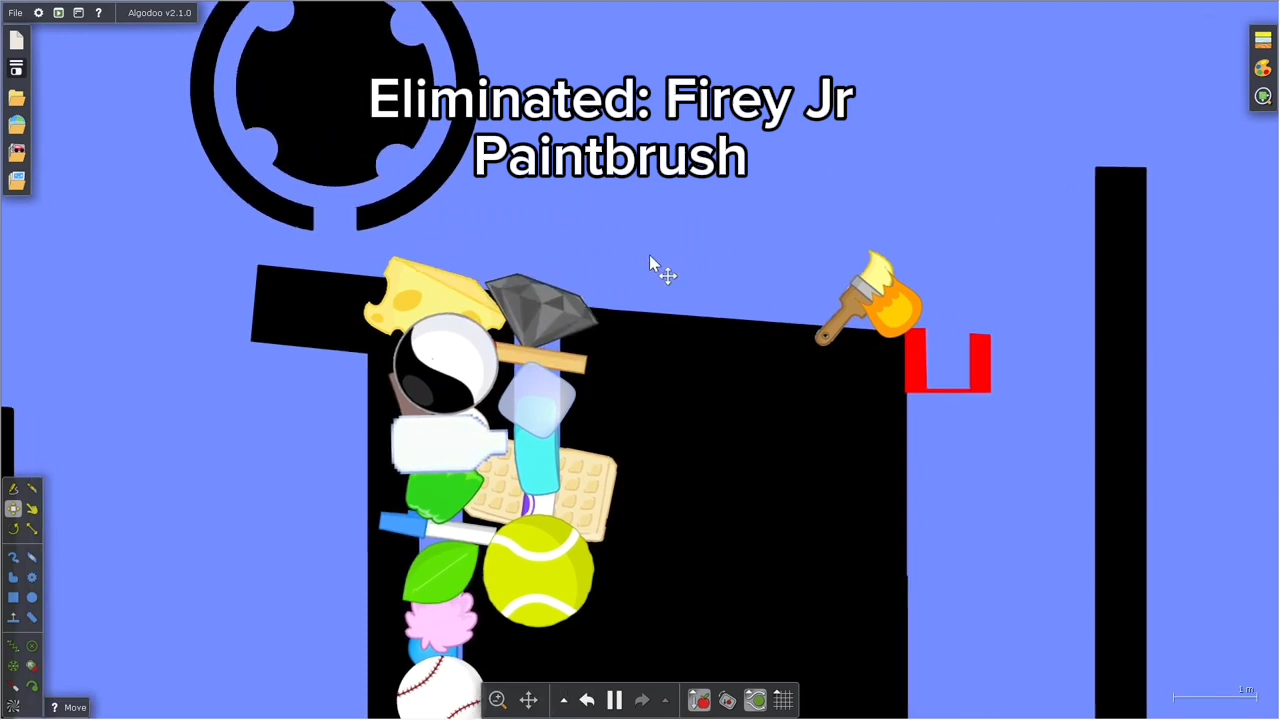 File ? Algodoo v2.1.0
Eliminated: Firey Jr
Paintbrush
1 m
? Move